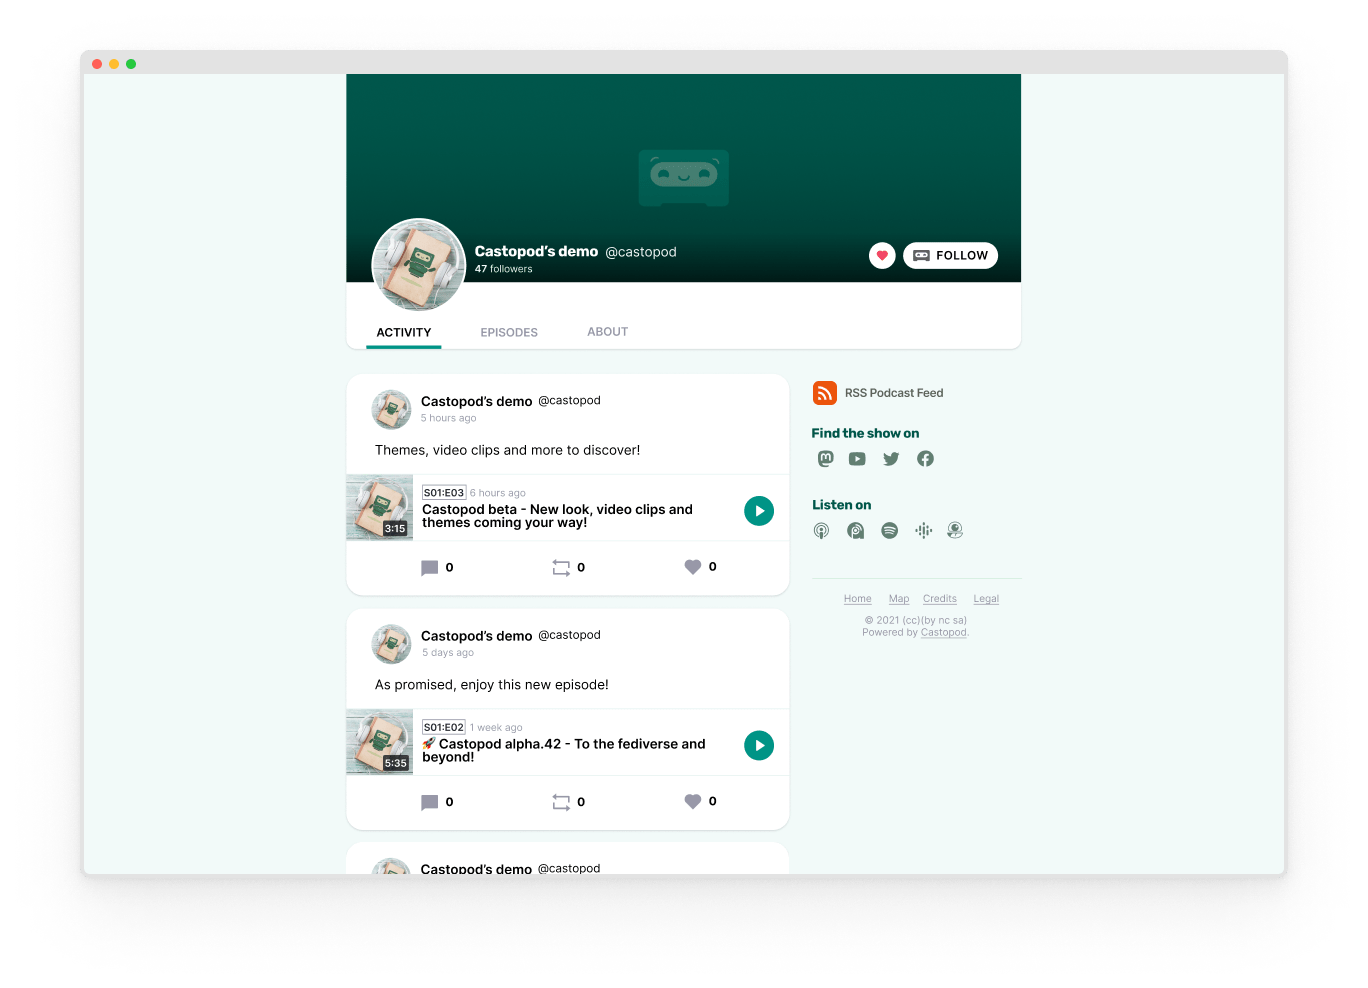 Castopod’s demo @castopod
47 followers
FOLLOW
ACTIVITY
EPISODES
ABOUT
Castopod’s demo @castopod
5 hours ago
Themes, video clips and more to discover!
S01:E03 6 hours ago
Castopod beta - New look, video clips and
themes coming your way!
3:15
0
0
0
Castopod’s demo @castopod
5 days ago
As promised, enjoy this new episode!
S01:E02 1 week ago
🚀 Castopod alpha.42 - To the fediverse and
beyond!
5:35
0
0
0
Castopod’s demo @castopod
RSS Podcast Feed
Find the show on
Listen on
Home Map Credits Legal
© 2021 (cc)(by nc sa)
Powered by Castopod.